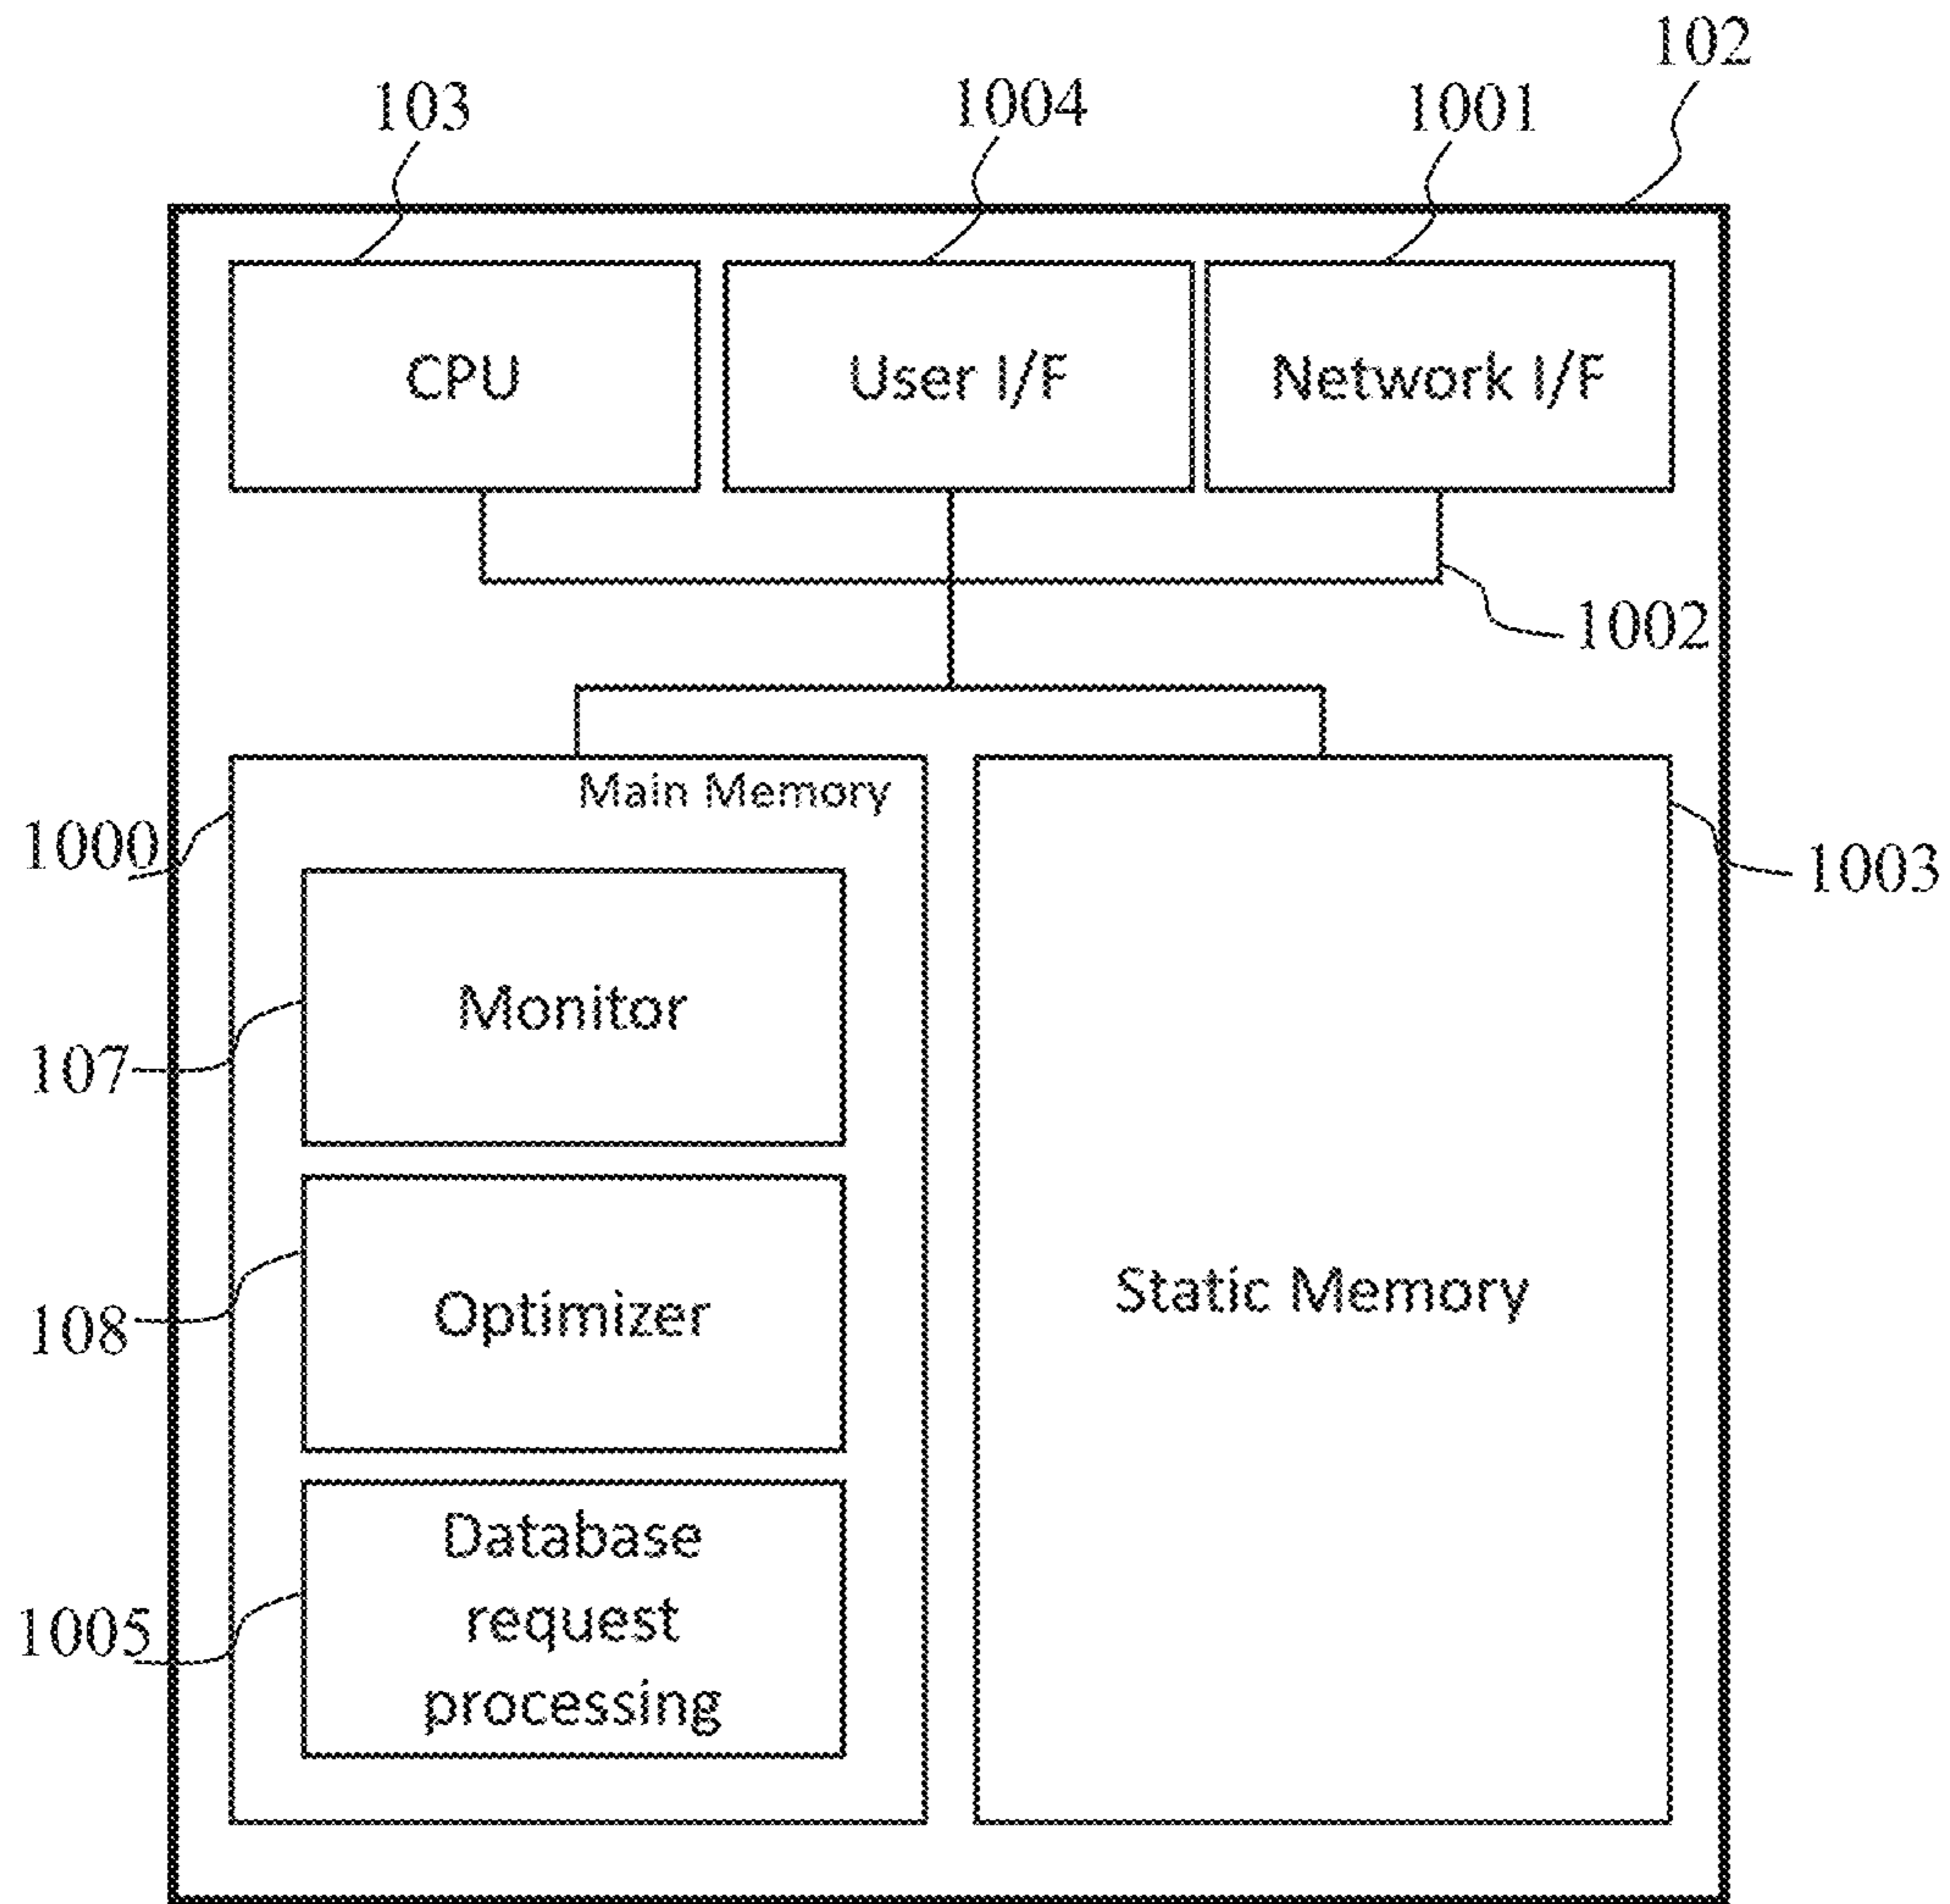 102
103
1004
1001
CPU
User I/F
Network I/F
1002
Main Memory
1000
1003
Monitor
107
Optimizer
108
Static Memory
Database
request
processing
1005